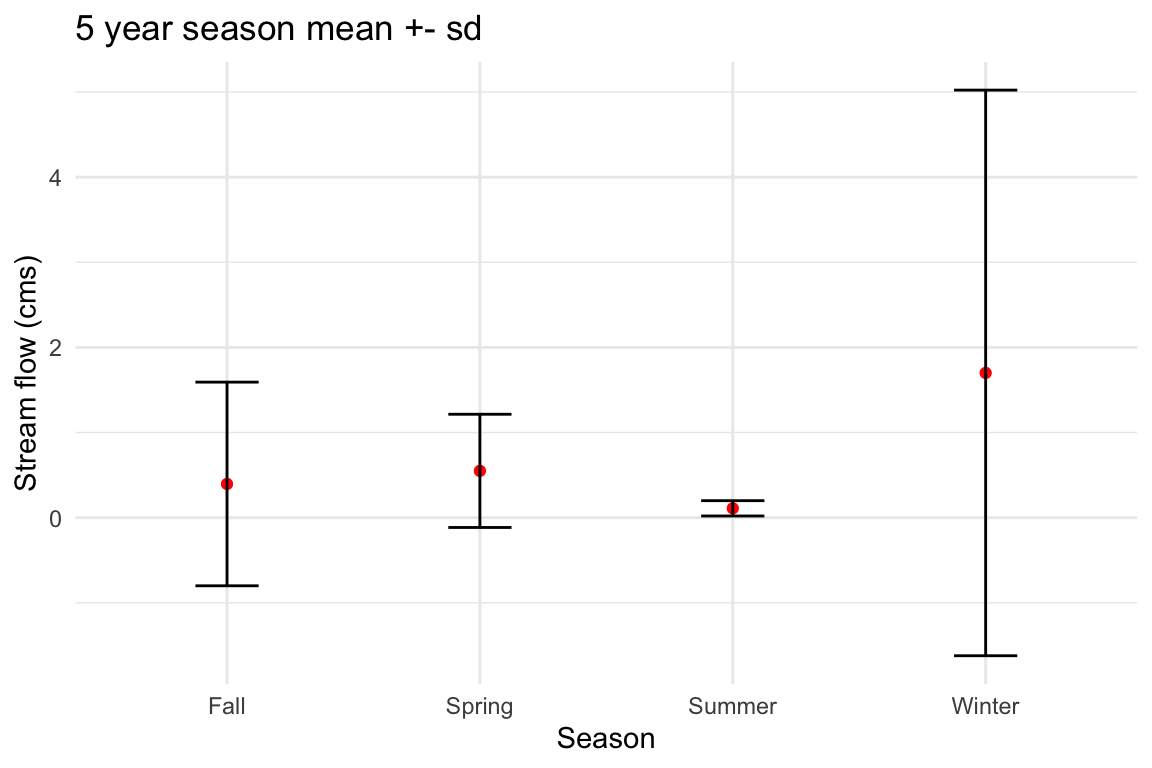 5 year season mean +- sd
Stream flow (cms)
4
2
0
Fall Spring Summer Winter
Season